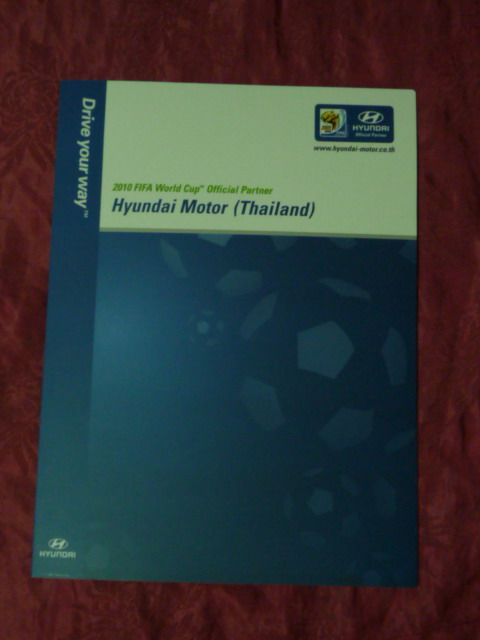 Drive your way™
HYUNDAI
Official Partner
www.hyundai-motor.co.th
2010 FIFA World Cup™ Official Partner
Hyundai Motor (Thailand)
HYUNDAI